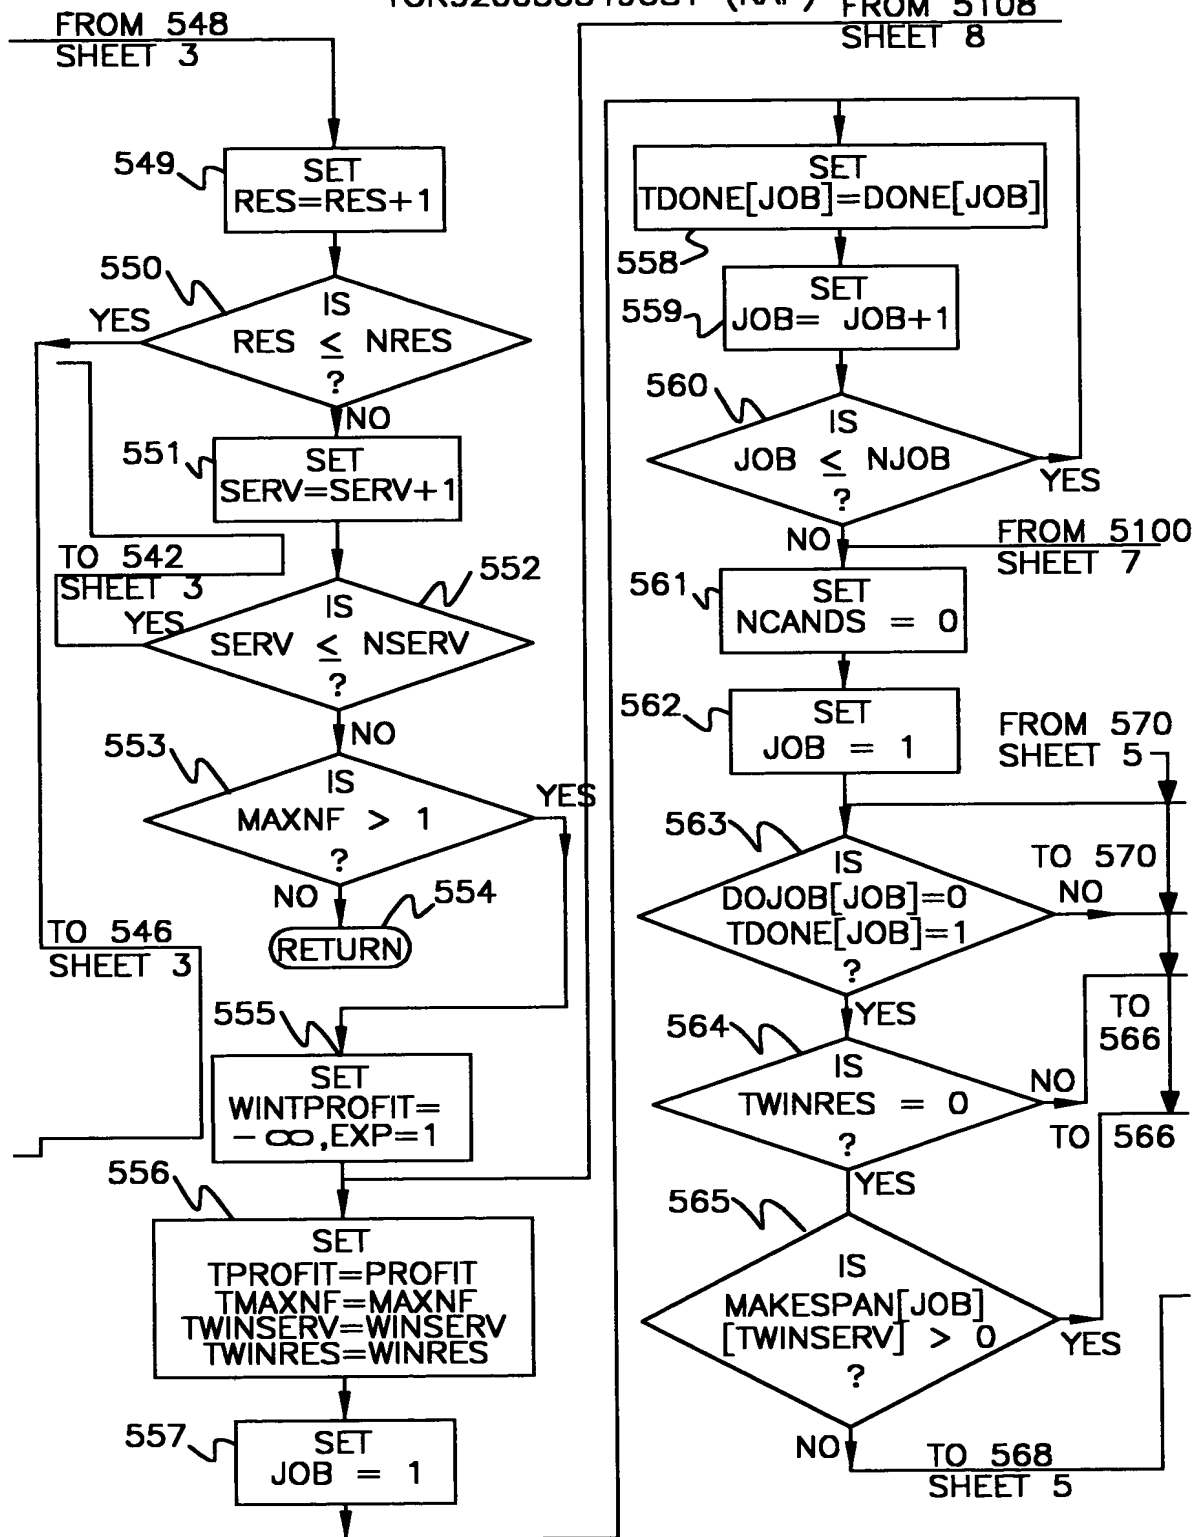 FROM 548
SHEET 3
FROM 5108
SHEET 8
549
SET
RES=RES+1
550
IS
RES ≤ NRES
?
YES
NO
551
SET
SERV=SERV+1
TO 542
SHEET 3
552
IS
SERV ≤ NSERV
?
YES
NO
553
IS
MAXNF > 1
?
YES
NO
554
RETURN
TO 546
SHEET 3
555
SET
WINTPROFIT=
-∞,EXP=1
556
SET
TPROFIT=PROFIT
TMAXNF=MAXNF
TWINSERV=WINSERV
TWINRES=WINRES
557
SET
JOB = 1
SET
TDONE[JOB]=DONE[JOB]
558
559
SET
JOB= JOB+1
560
IS
JOB ≤ NJOB
?
YES
NO
FROM 5100
SHEET 7
561
SET
NCANDS = 0
562
SET
JOB = 1
FROM 570
SHEET 5
563
IS
DOJOB[JOB]=0
TDONE[JOB]=1
?
TO 570
NO
YES
564
IS
TWINRES = 0
?
NO
TO
566
YES
TO 566
565
IS
MAKESPAN[JOB]
[TWINSERV] > 0
?
YES
NO
TO 568
SHEET 5